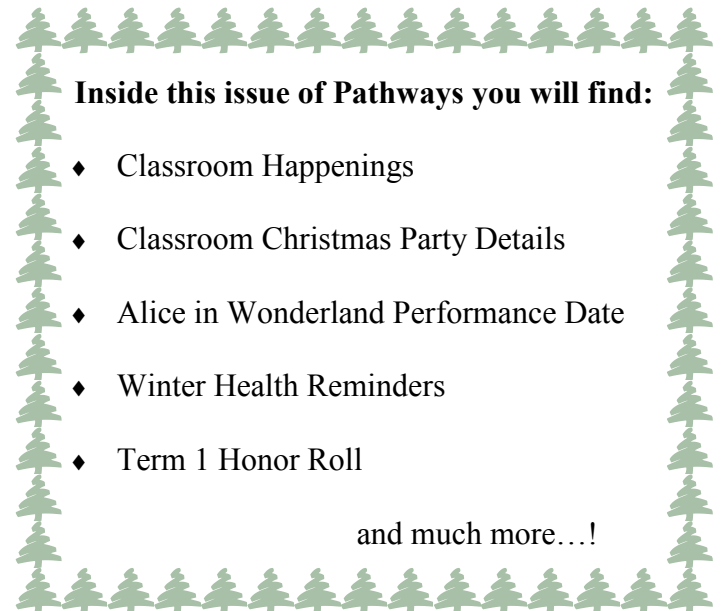 Inside this issue of Pathways you will find:
♦ Classroom Happenings
♦ Classroom Christmas Party Details
♦ Alice in Wonderland Performance Date
♦ Winter Health Reminders
♦ Term 1 Honor Roll
and much more…!